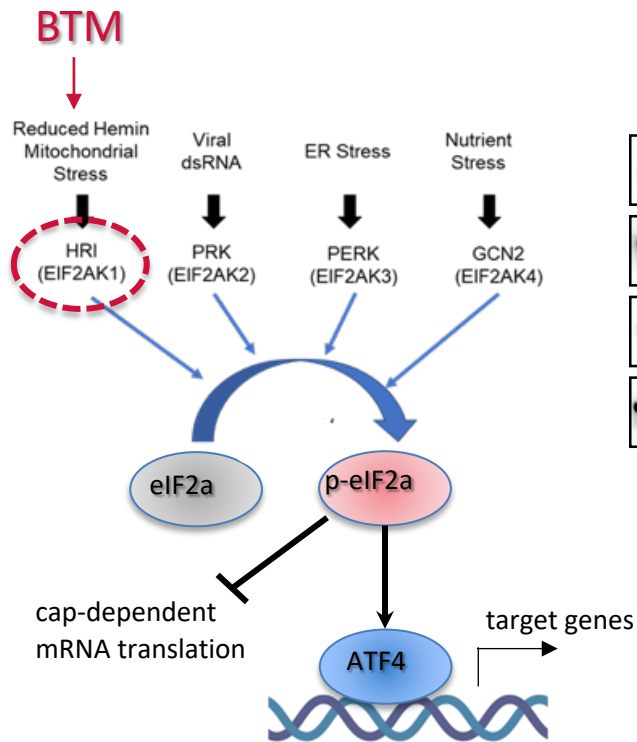 BTM
Reduced Hemin
Mitochondrial
Stress
Viral
dsRNA
ER Stress
Nutrient
Stress
HRI
(EIF2AK1)
PRK
(EIF2AK2)
PERK
(EIF2AK3)
GCN2
(EIF2AK4)
eIF2a
p-eIF2a
cap-dependent
mRNA translation
target genes
ATF4